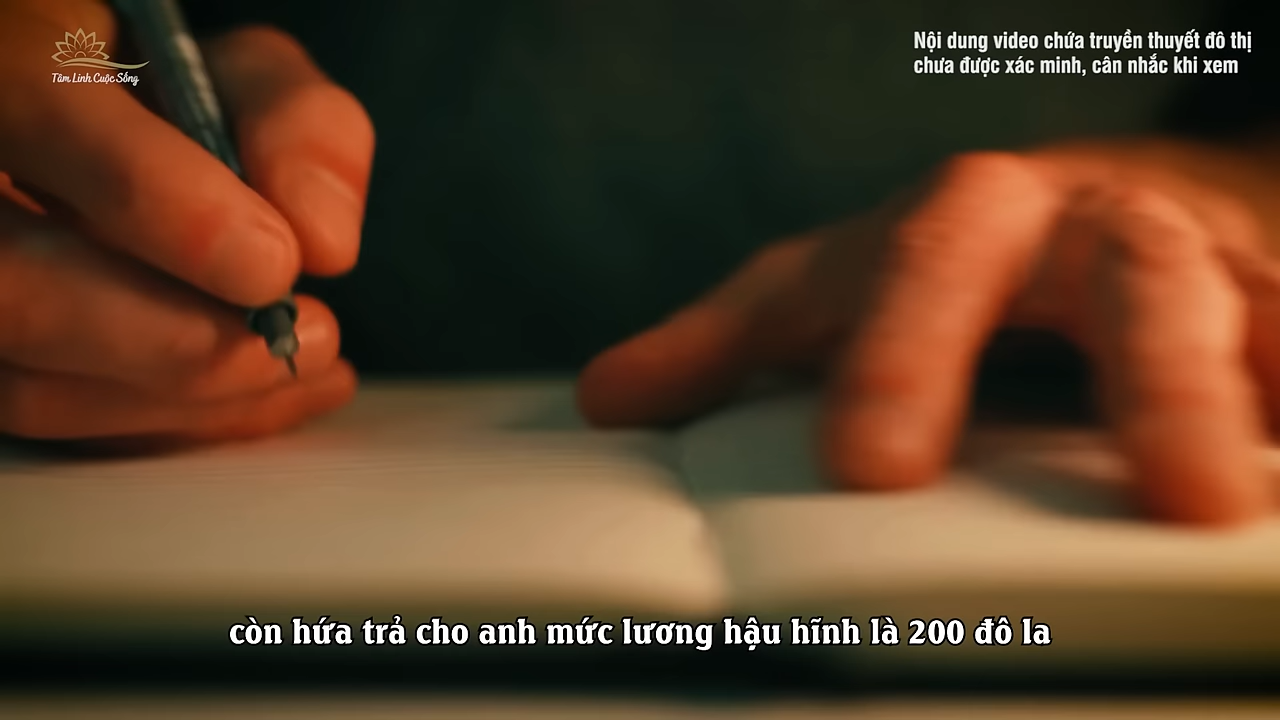 Tâm Linh Cuộc Sống
Nội dung video chứa truyền thuyết đô thị
chưa được xác minh, cân nhắc khi xem
còn hứa trả cho anh mức lương hậu hĩnh là 200 đô la